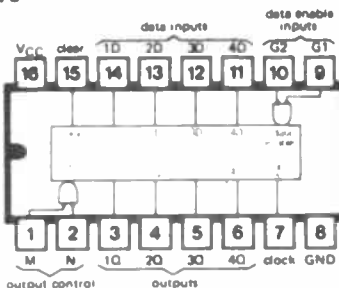 data enable
data inputs inputs
VCC clear 1D 2D 3D 4D G2 G1
16 15 14 13 12 11 10 9
1 2 3 4 5 6 7 8
M N 1Q 2Q 3Q 4Q clock GND
output control outputs